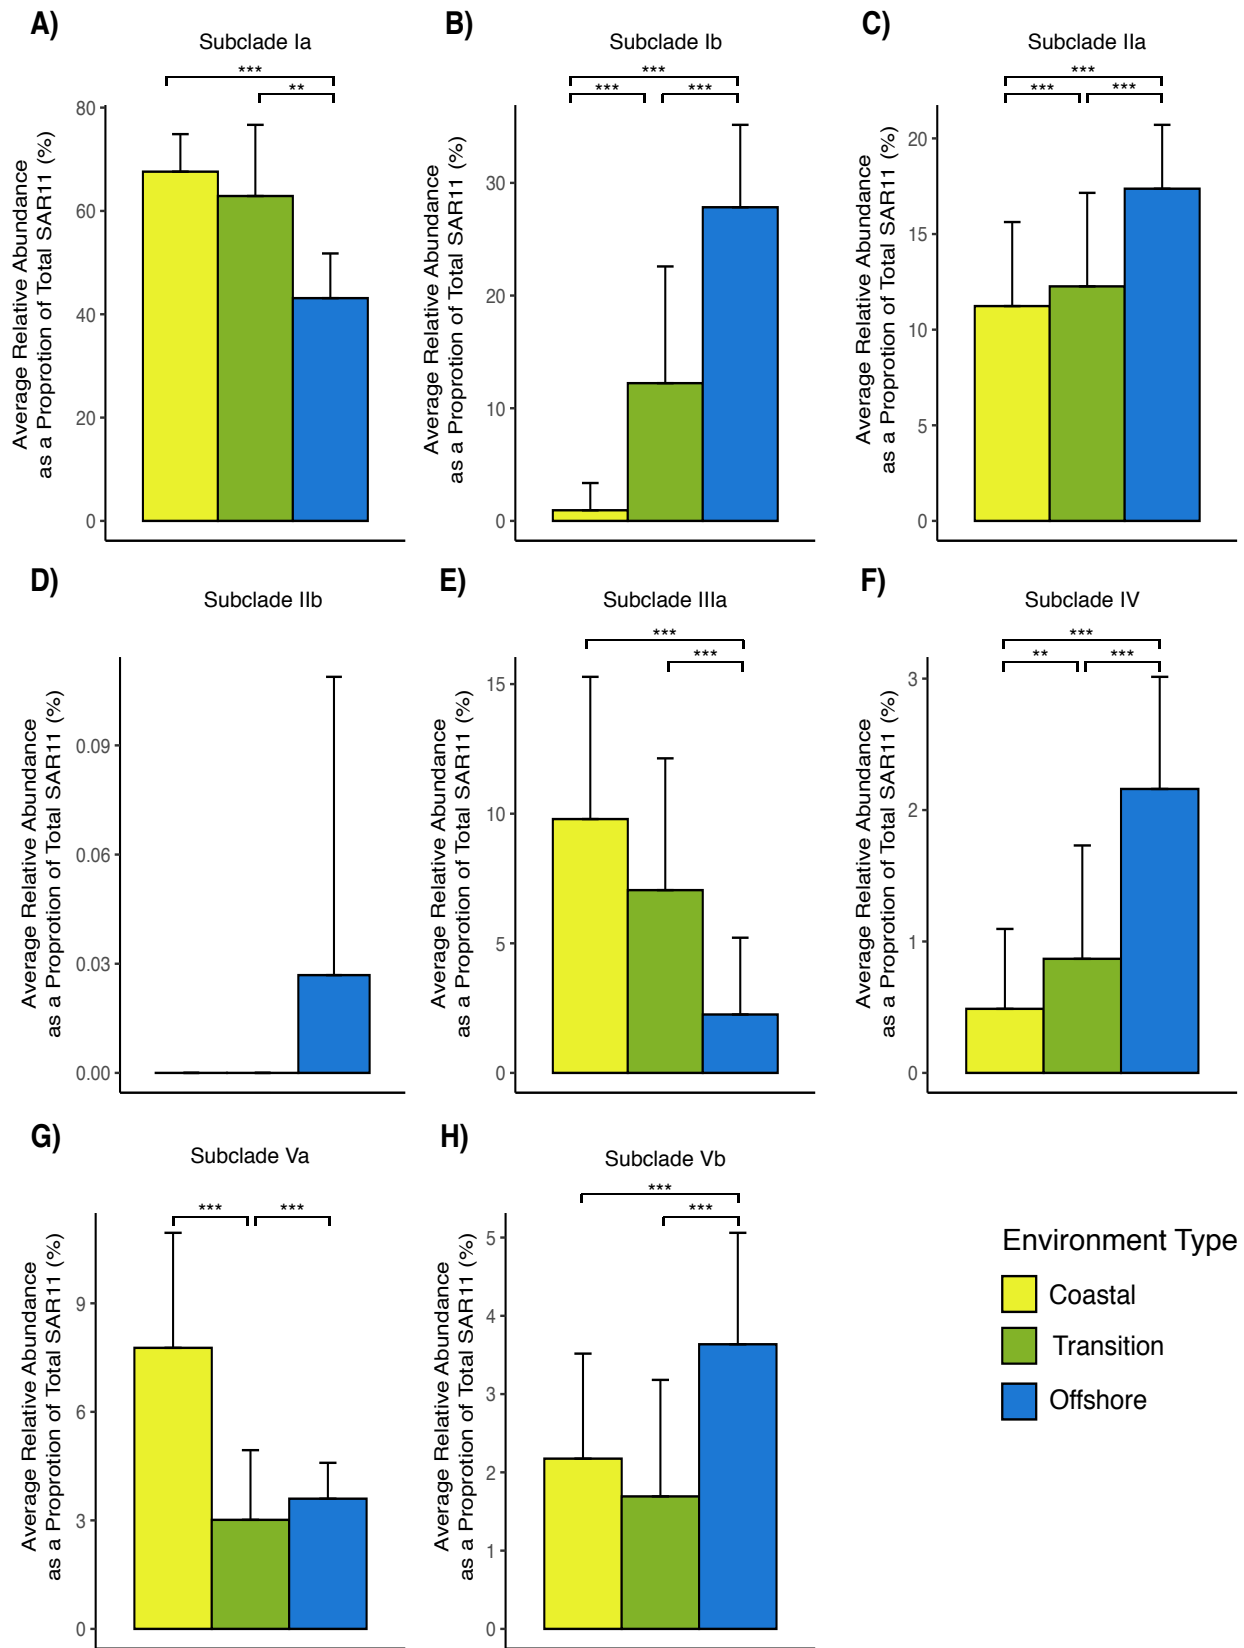 A)
Subclade Ia
***
**
Average Relative Abundance
as a Proprotion of Total SAR11 (%)
80
60
40
20
0
B)
Subclade Ib
***
*** ***
Average Relative Abundance
as a Proprotion of Total SAR11 (%)
30
20
10
0
C)
Subclade IIa
***
*** ***
Average Relative Abundance
as a Proprotion of Total SAR11 (%)
20
15
10
5
0
D)
Subclade IIb
Average Relative Abundance
as a Proprotion of Total SAR11 (%)
0.09
0.06
0.03
0.00
E)
Subclade IIIa
***
***
Average Relative Abundance
as a Proprotion of Total SAR11 (%)
15
10
5
0
F)
Subclade IV
***
** ***
Average Relative Abundance
as a Proprotion of Total SAR11 (%)
3
2
1
0
G)
Subclade Va
*** ***
Average Relative Abundance
as a Proprotion of Total SAR11 (%)
9
6
3
0
H)
Subclade Vb
***
***
Average Relative Abundance
as a Proprotion of Total SAR11 (%)
5
4
3
2
1
0
Environment Type
Coastal
Transition
Offshore